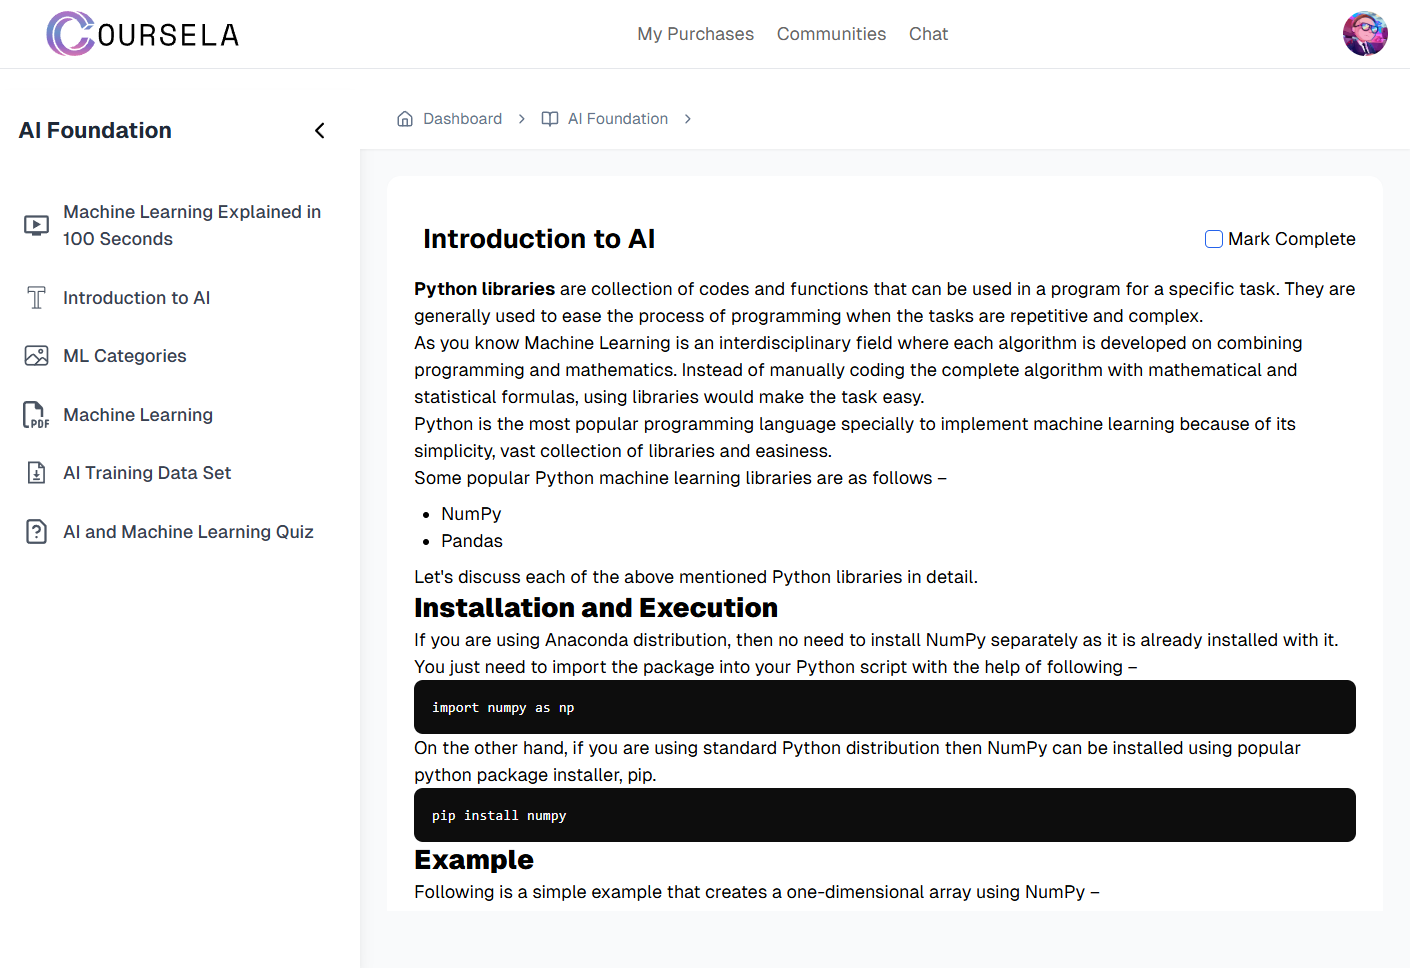 COURSELA
My Purchases Communities Chat
AI Foundation
Dashboard AI Foundation
Machine Learning Explained in
100 Seconds
Introduction to AI
ML Categories
PDF
Machine Learning
AI Training Data Set
AI and Machine Learning Quiz
Introduction to AI
Mark Complete
Python libraries are collection of codes and functions that can be used in a program for a specific task. They are
generally used to ease the process of programming when the tasks are repetitive and complex.
As you know Machine Learning is an interdisciplinary field where each algorithm is developed on combining
programming and mathematics. Instead of manually coding the complete algorithm with mathematical and
statistical formulas, using libraries would make the task easy.
Python is the most popular programming language specially to implement machine learning because of its
simplicity, vast collection of libraries and easiness.
Some popular Python machine learning libraries are as follows –
• NumPy
• Pandas
Let's discuss each of the above mentioned Python libraries in detail.
Installation and Execution
If you are using Anaconda distribution, then no need to install NumPy separately as it is already installed with it.
You just need to import the package into your Python script with the help of following –
import numpy as np
On the other hand, if you are using standard Python distribution then NumPy can be installed using popular
python package installer, pip.
pip install numpy
Example
Following is a simple example that creates a one-dimensional array using NumPy –